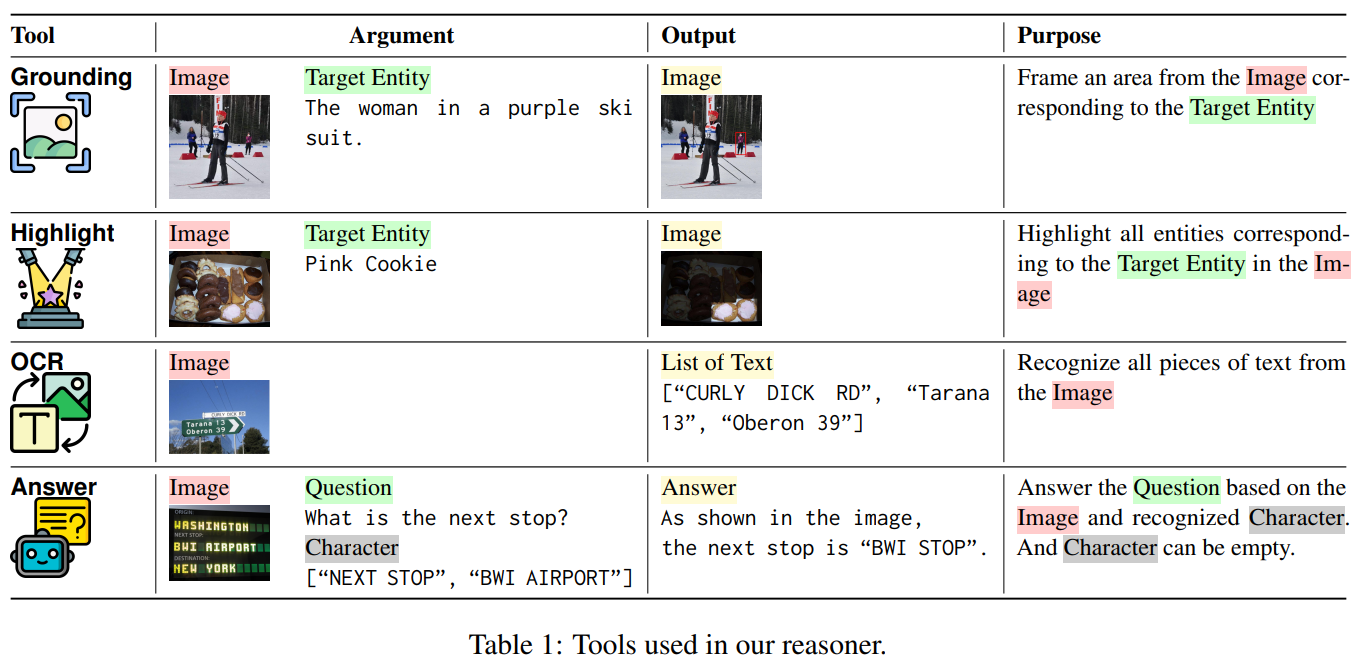 Tool Argument Output Purpose
Grounding Image Target Entity Image Frame an area from the Image cor-
The woman in a purple ski responding to the Target Entity
suit.
Highlight Image Target Entity Image Highlight all entities correspond-
Pink Cookie ing to the Target Entity in the Im-
age
OCR Image List of Text Recognize all pieces of text from
["CURLY DICK RD", "Tarana the Image
13", "Oberon 39"]
CURLY DICK RD
Tarana 13
Oberon 39
Answer Image Question Answer Answer the Question based on the
What is the next stop? As shown in the image, Image and recognized Character.
Character the next stop is “BWI STOP”. And Character can be empty.
[“NEXT STOP”, “BWI AIRPORT”]
ORIGIN:
WASHINGTON
NEXT STOP:
BWI AIRPORT
DESTINATION:
NEW YORK
T
?
Table 1: Tools used in our reasoner.